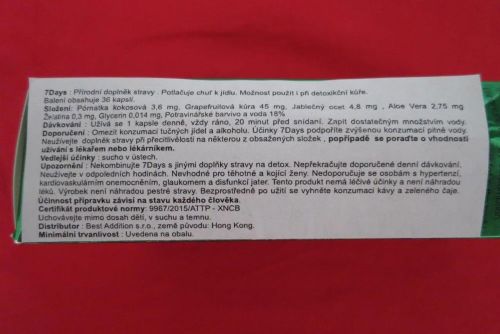 7Days : Přírodní doplněk stravy . Potlačuje chuť k jídlu. Možnost použít i při detoxikční kúře.
Balení obsahuje 36 kapslí.
Složení: Pórnatka kokosová 3,6 mg, Grapefruitová kúra 45 mg, Jablečný ocet 4,8 mg , Aloe Vera 2,75 mg
Želatina 0,3 mg, Glycerin 0,014 mg, Potravinářské barvivo a voda 18%
Dávkování : Užívá se 1 kapsle denně, vždy ráno, 20 minut před snídání. Zapít dostatečným množstvím vody.
Doporučení : Omezit konzumaci tučných jídel a alkoholu. Účinky 7Days podpoříte zvýšenou konzumací pitné vody.
Neužívejte doplněk stravy při přecitlivělosti na některou z obsažených složek , popřípadě se poraďte o vhodnosti
užívání s lékařem nebo lékárníkem.
Vedlejší účinky : sucho v ústech.
Upozornění : Nekombinujte 7Days s jinými doplňky stravy na detox. Nepřekračujte doporučené denní dávkování.
Neužívejte v odpoledních hodinách. Nevhodné pro těhotné a kojící ženy. Nedoporučuje se osobám s hypertenzí,
kardiovaskulárním onemocněním, glaukomem a disfunkcí jater. Tento produkt nemá léčivé účinky a není náhradou
léků. Výrobek není náhradou pestré stravy. Bezprostředně po užití se vyhněte konzumaci kávy a zeleného čaje.
Účinnost přípravku závisí na stavu každého člověka.
Certifikát produktové normy : 9967/2015/ATTP - XNCB
Uchovávejte mimo dosah dětí, v suchu a temnu.
Distributor : Best Addition s.r.o., země původu: Hong Kong.
Minimální trvanlivost : Uvedena na obalu.